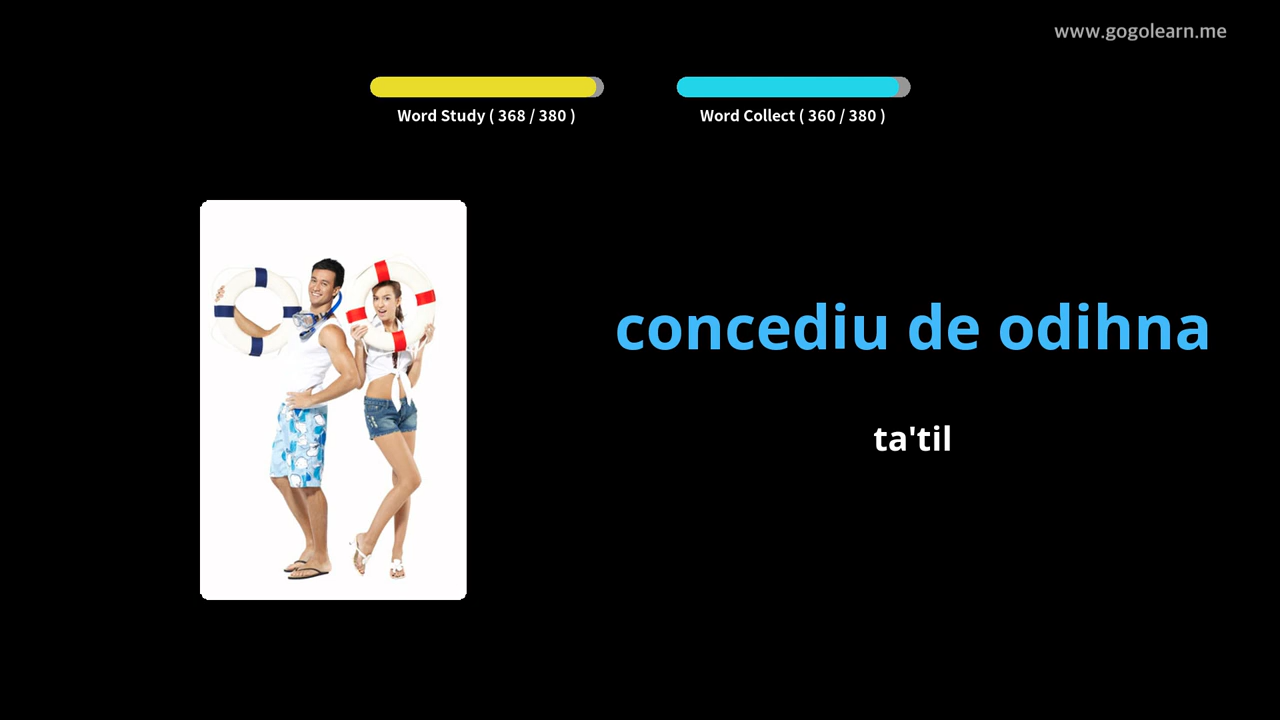 www.gogolearn.me
Word Study ( 368 / 380 )
Word Collect ( 360 / 380 )
concediu de odihna
ta'til